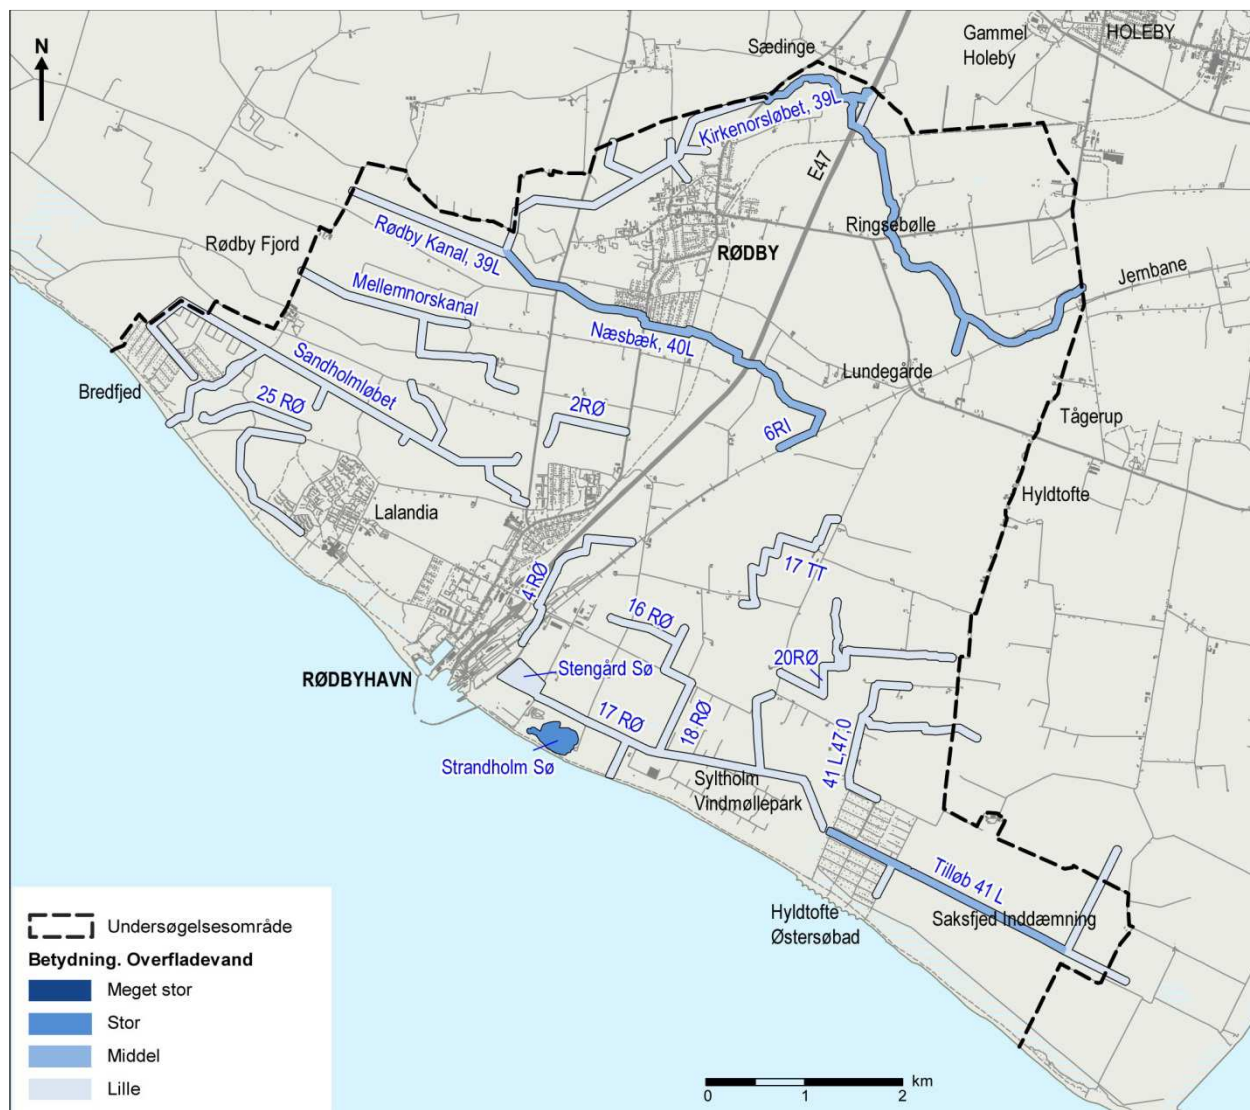 N
Sædinge
Gammel
Holeby
HOLEBY
Kirkenorsløbet, 39L
E47
Rødby Fjord
Rødby Kanal, 39L
RØDBY
Ringsebølle
Jernbane
Mellemnorskanal
Næsbæk, 40L
Sandholmløbet
Bredfjed
25 RØ
2RØ
Lundegårde
6RI
Tågerup
Hyldtofte
Lalandia
4 RØ
17 TT
16 RØ
20RØ
RØDBYHAVN
Stengård Sø
17 RØ
18 RØ
41 L,47,0
Strandholm Sø
Syltholm
Vindmøllepark
Tilløb 41 L
Hyldtofte
Østersøbad
Saksfjed Inddæmning
Undersøgelsesområde
Betydning. Overfladevand
Meget stor
Stor
Middel
Lille
km
0 1 2